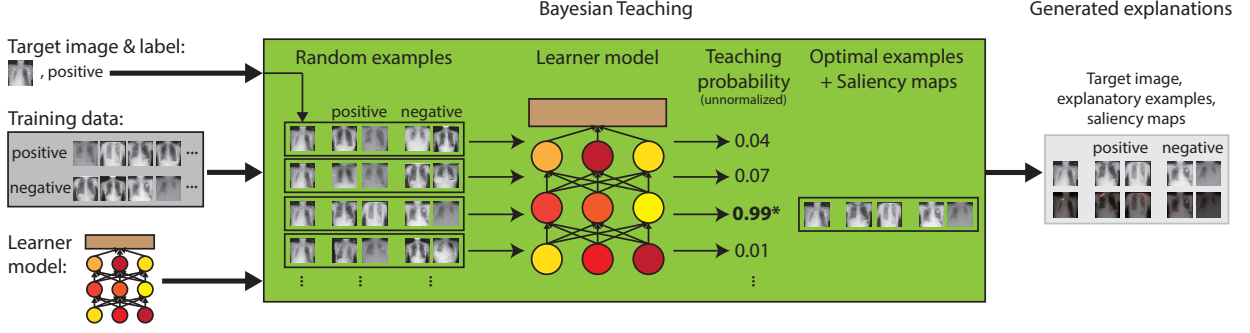 Bayesian Teaching
Generated explanations
Target image & label:
, positive
Training data:
positive
...
negative
...
Learner
model:
Random examples
positive negative
Learner model
Teaching
probability
(unnormalized)
0.04
0.07
0.99*
0.01
Optimal examples
+ Saliency maps
Target image,
explanatory examples,
saliency maps
positive negative